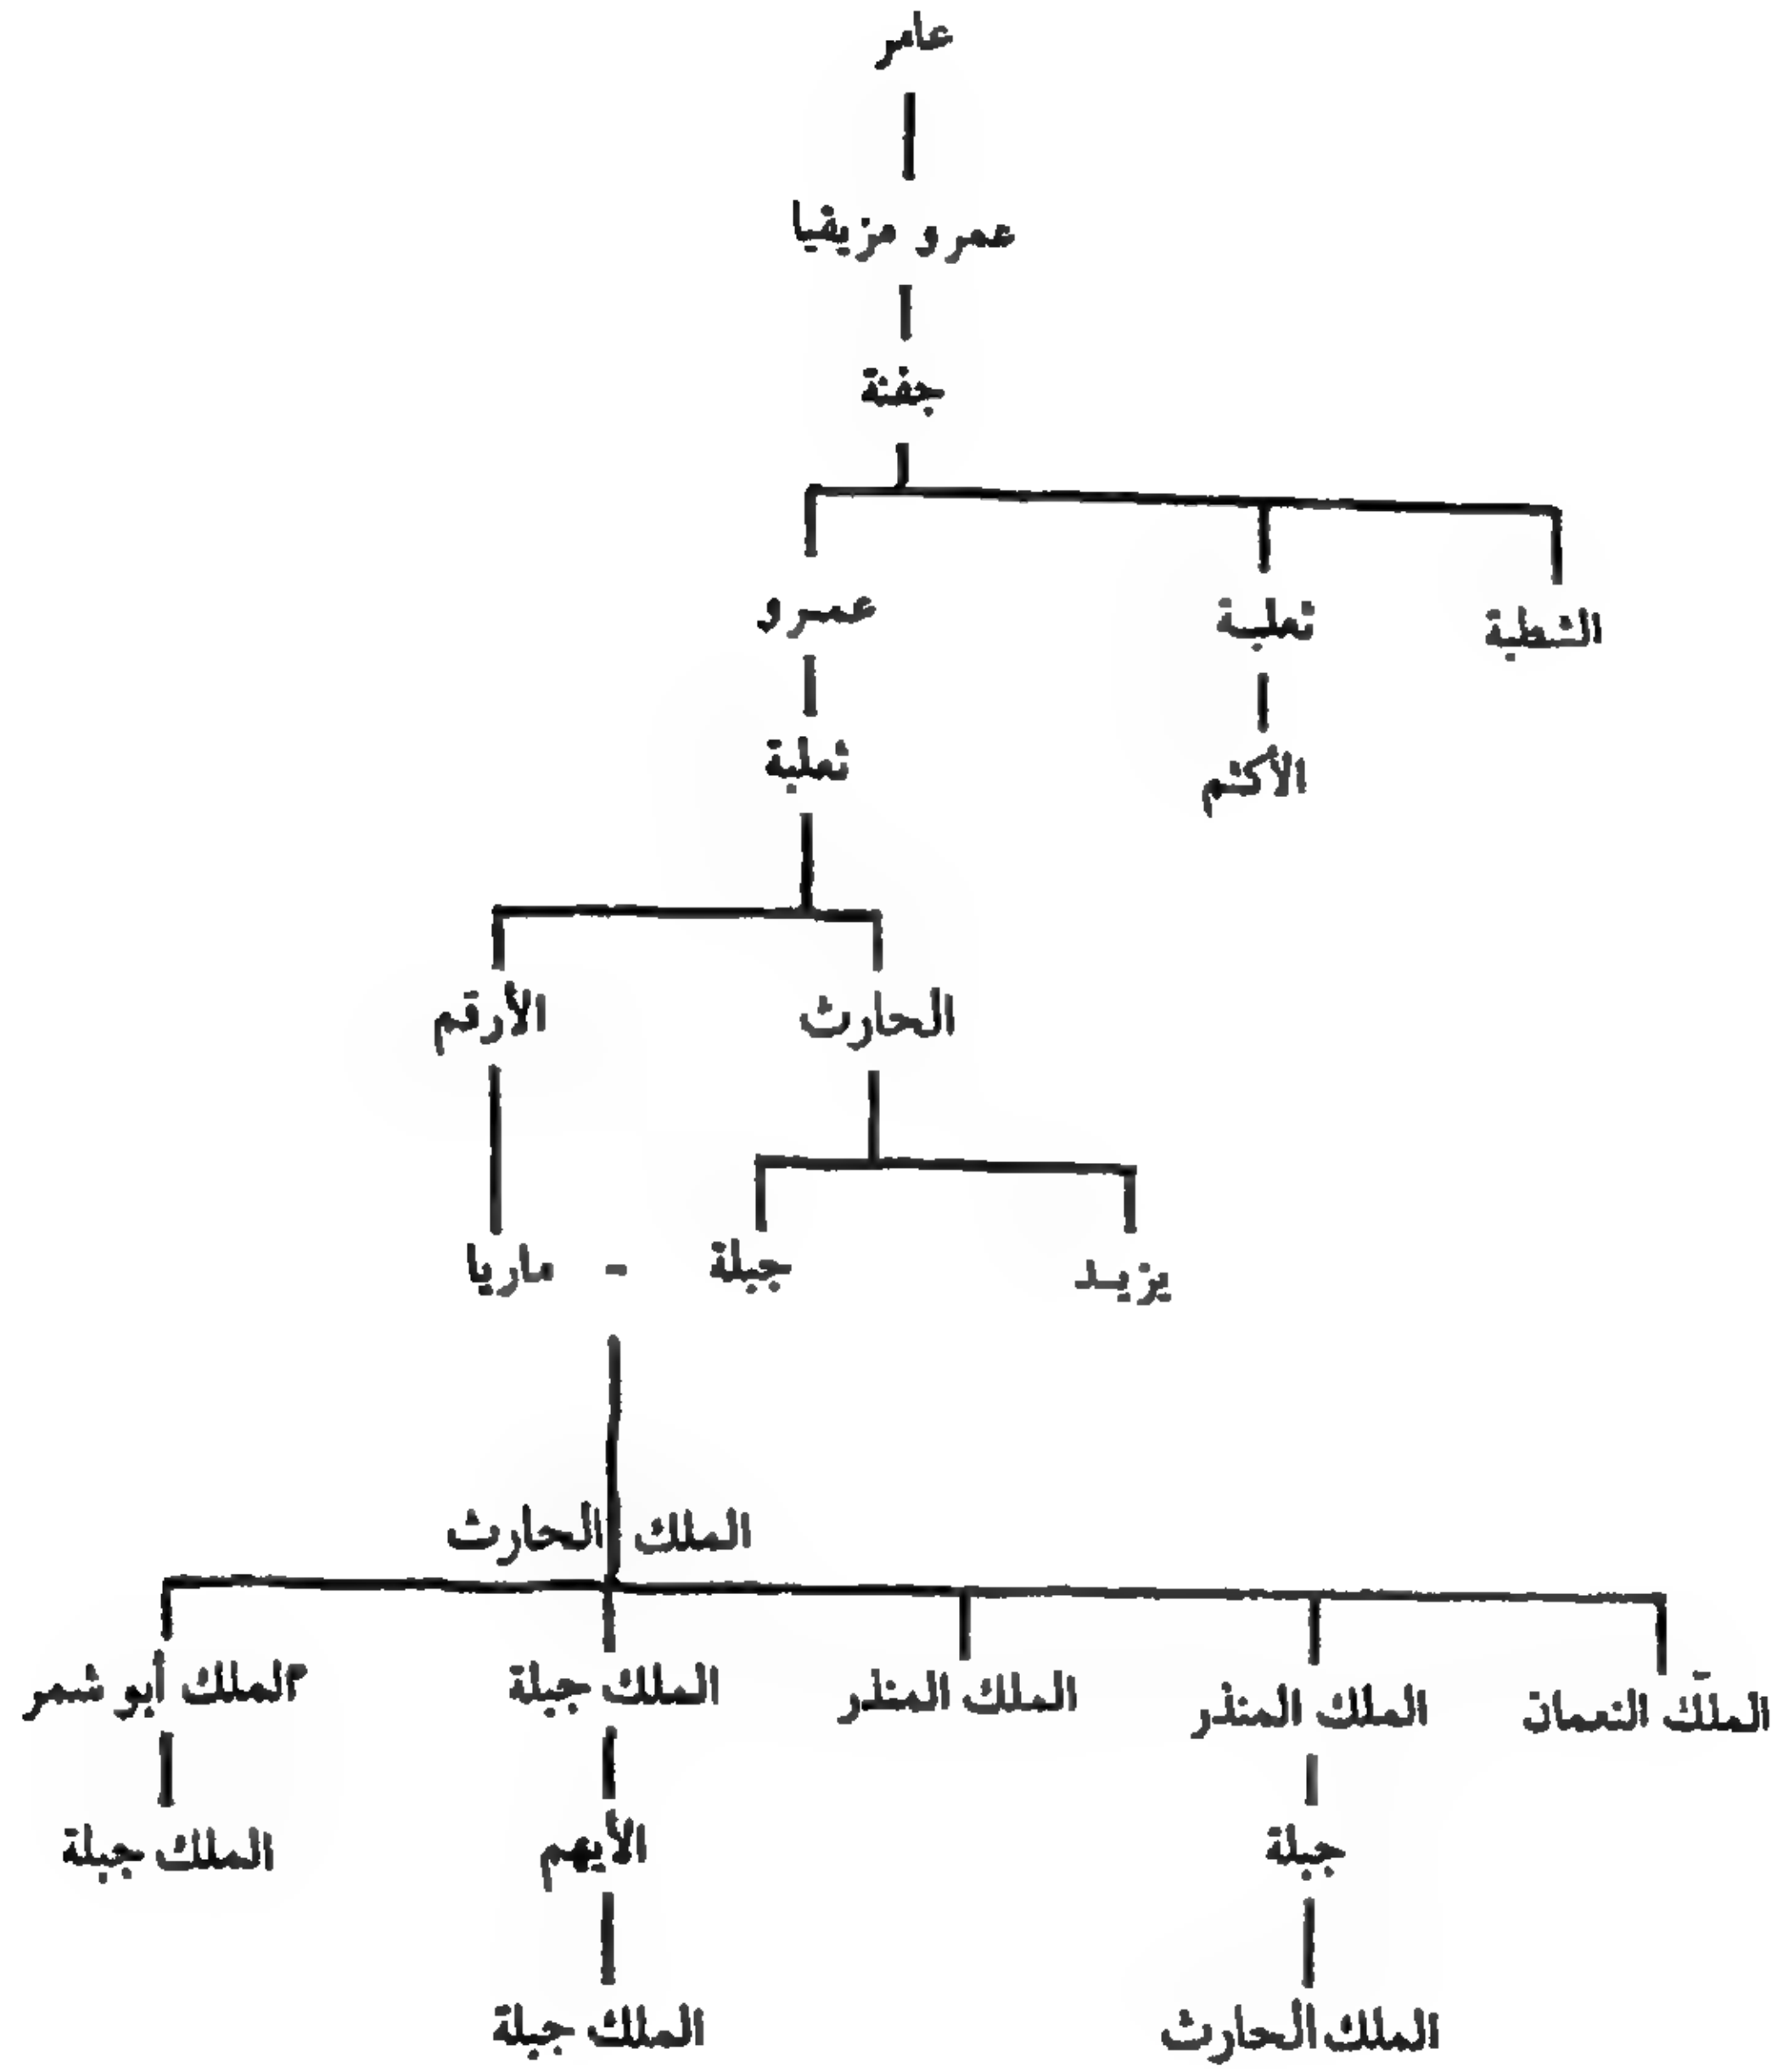 عامر
عمرو مزيفيا
جفنة
الشطبة
ثعلبة
عمرو
الأكثم
ثعلبة
الحارث
الأرقم
يزيد
جبلة - ماريا
الملك الحارث
الملك النعمان
الملك المنذر
الملك المنذر
الملك جبلة
الملك أبو شمر
جبلة
الأيهم
الملك جبلة
الملك الحارث
الملك جبلة